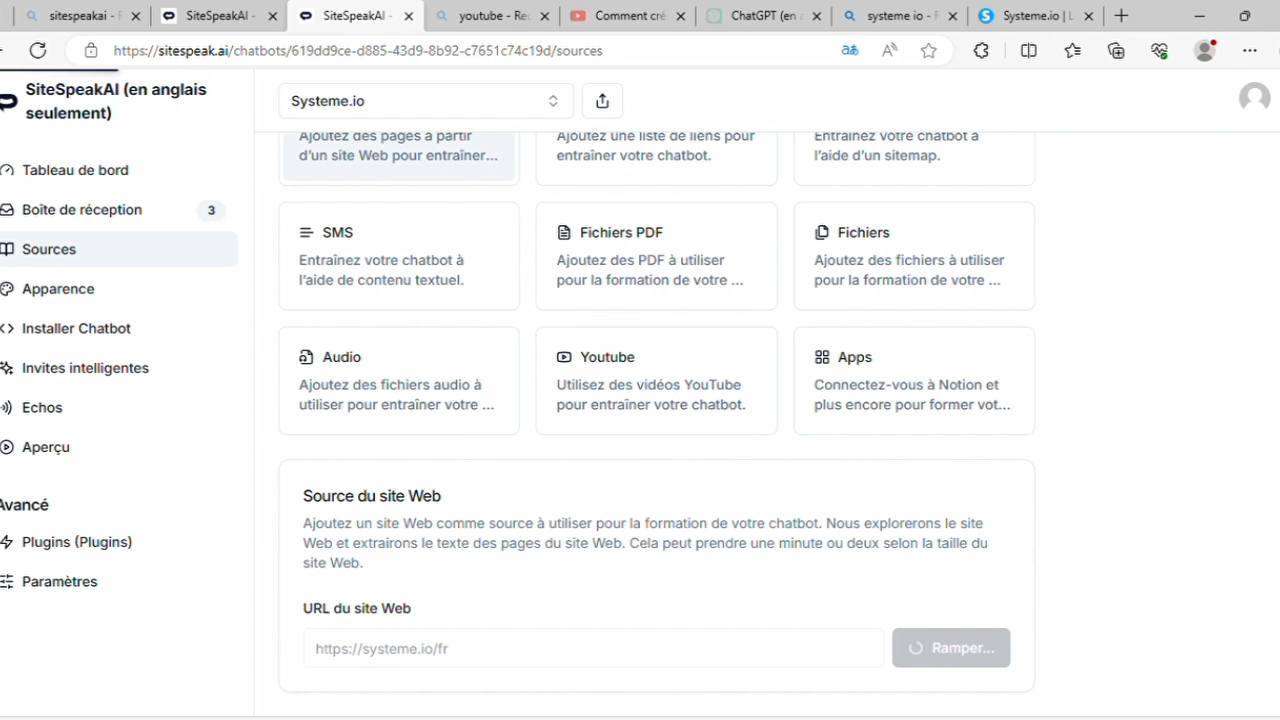 sitespeakai - R
SiteSpeakAI -
SiteSpeakAI -
youtube - Rec
Comment cré
ChatGPT (en a
systeme io - R
Systeme.io | L
https://sitespeak.ai/chatbots/619dd9ce-d885-43d9-8b92-c7651c74c19d/sources
SiteSpeakAI (en anglais
seulement)
Systeme.io
Ajoutez des pages à partir
d'un site Web pour entraîner...
Ajoutez une liste de liens pour
entraîner votre chatbot.
Entraînez votre chatbot à
l'aide d'un sitemap.
Tableau de bord
Boîte de réception 3
Sources
Apparence
Installer Chatbot
Invites intelligentes
Echos
Aperçu
Avancé
Plugins (Plugins)
Paramètres
SMS
Entraînez votre chatbot à
l'aide de contenu textuel.
Fichiers PDF
Ajoutez des PDF à utiliser
pour la formation de votre ...
Fichiers
Ajoutez des fichiers à utiliser
pour la formation de votre ...
Audio
Ajoutez des fichiers audio à
utiliser pour entraîner votre ...
Youtube
Utilisez des vidéos YouTube
pour entraîner votre chatbot.
Apps
Connectez-vous à Notion et
plus encore pour former vot...
Source du site Web
Ajoutez un site Web comme source à utiliser pour la formation de votre chatbot. Nous explorerons le site
Web et extrairons le texte des pages du site Web. Cela peut prendre une minute ou deux selon la taille du
site Web.
URL du site Web
https://systeme.io/fr
Ramper...